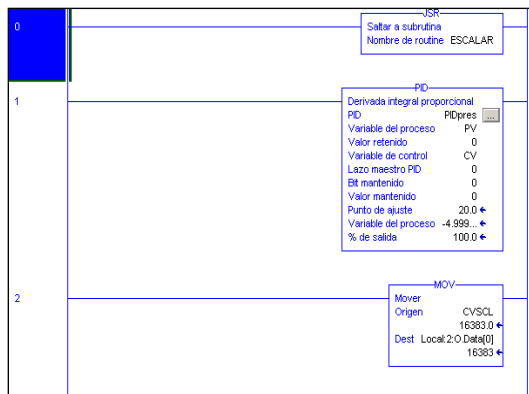 0
JSR
Saltar a subrutina
Nombre de routine ESCALAR
1
PID
Derivada integral proporcional
PID PIDpres ...
Variable del proceso PV
Valor retenido 0
Variable de control CV
Lazo maestro PID 0
Bit mantenido 0
Valor mantenido 0
Punto de ajuste 20.0
Variable del proceso -4.999...
% de salida 100.0
2
MOV
Mover
Origen CVSCL
16383.0
Dest Local:2:O.Data[0]
16383